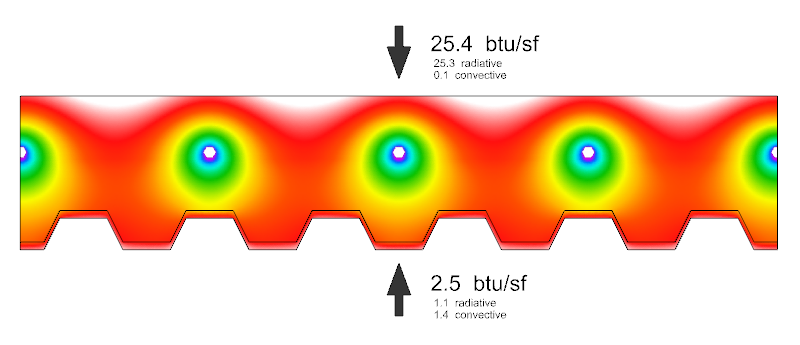 25.4 btu/sf
25.3 radiative
0.1 convective
2.5 btu/sf
1.1 radiative
1.4 convective